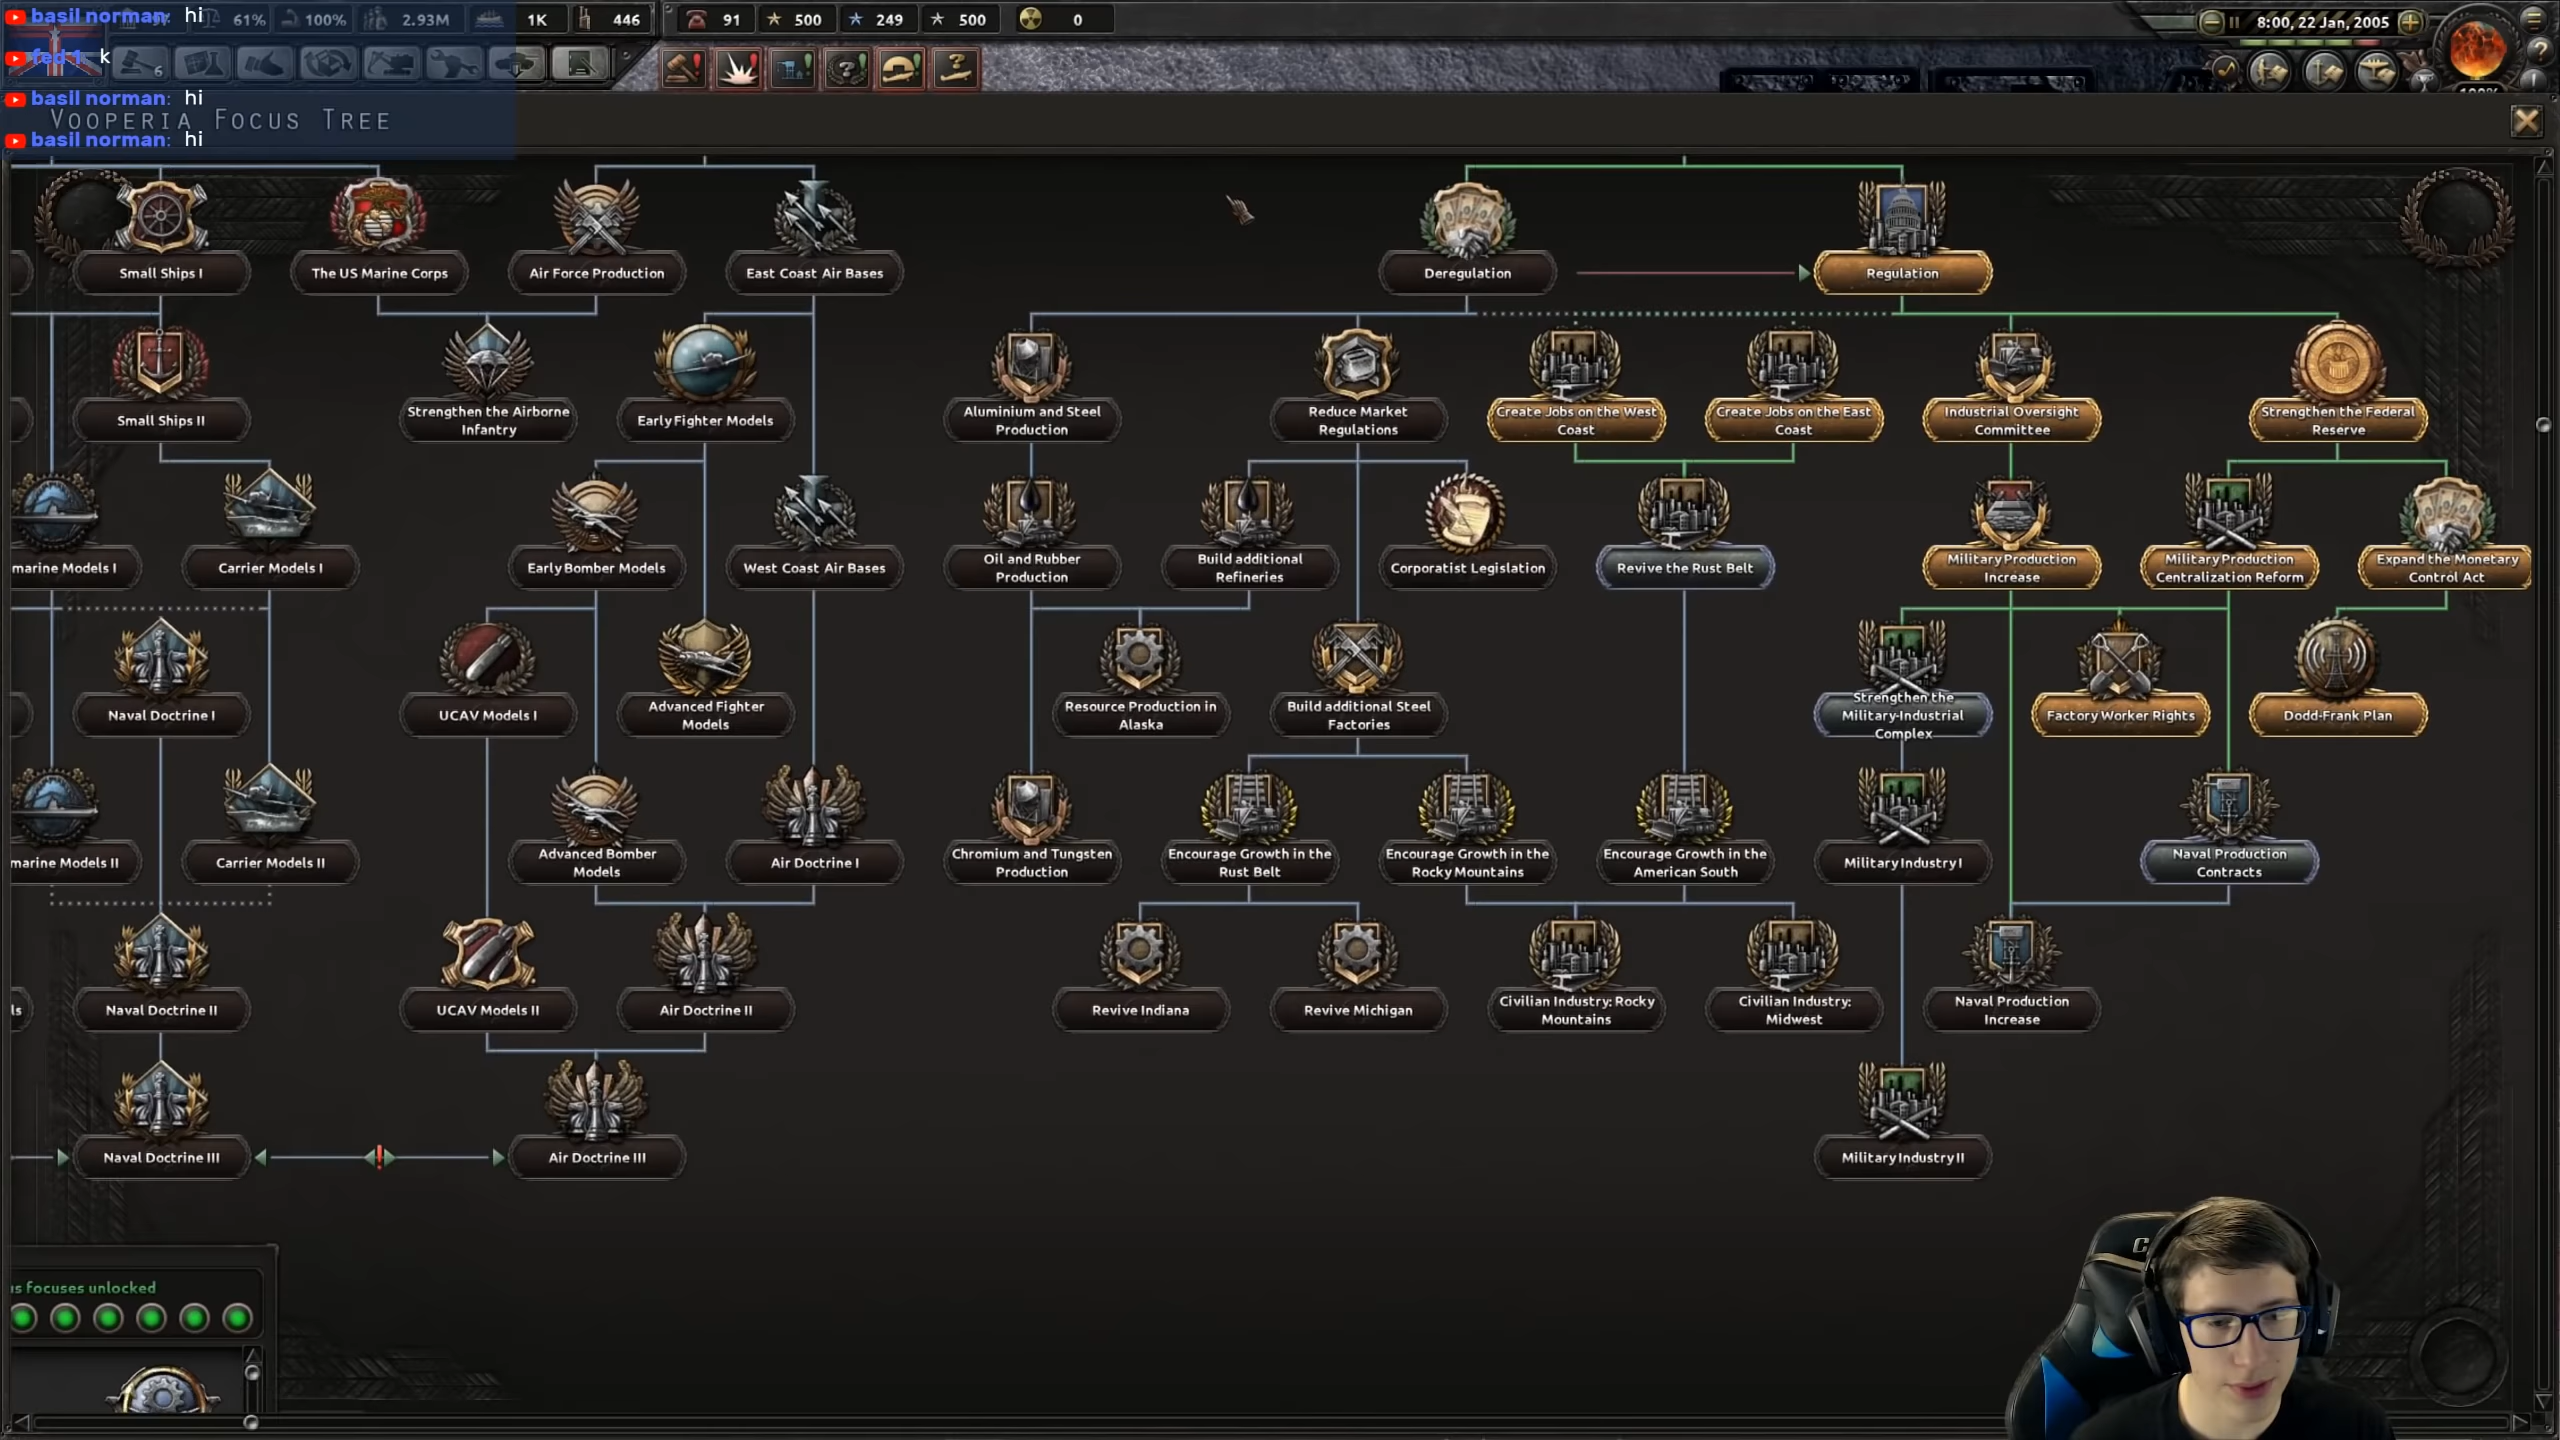 basil norman: hi
61%
100%
2.93M
1K
446
91
500
249
500
0
8:00, 22 Jan, 2005
fed 1: k
6
basil norman: hi
Vooperia Focus Tree
basil norman: hi
Small Ships I
The US Marine Corps
Air Force Production
East Coast Air Bases
Deregulation
Regulation
Small Ships II
Strengthen the Airborne
Infantry
Early Fighter Models
Aluminium and Steel
Production
Reduce Market
Regulations
Create Jobs on the West
Coast
Create Jobs on the East
Coast
Industrial Oversight
Committee
Strengthen the Federal
Reserve
marine Models I
Carrier Models I
Early Bomber Models
West Coast Air Bases
Oil and Rubber
Production
Build additional
Refineries
Corporatist Legislation
Revive the Rust Belt
Military Production
Increase
Military Production
Centralization Reform
Expand the Monetary
Control Act
Naval Doctrine I
UCAV Models I
Advanced Fighter
Models
Resource Production in
Alaska
Build additional Steel
Factories
Strengthen the
Military-Industrial
Complex
Factory Worker Rights
Dodd-Frank Plan
marine Models II
Carrier Models II
Advanced Bomber
Models
Air Doctrine I
Chromium and Tungsten
Production
Encourage Growth in the
Rust Belt
Encourage Growth in the
Rocky Mountains
Encourage Growth in the
American South
Military Industry I
Naval Production
Contracts
ls
Naval Doctrine II
UCAV Models II
Air Doctrine II
Revive Indiana
Revive Michigan
Civilian Industry: Rocky
Mountains
Civilian Industry:
Midwest
Naval Production
Increase
Naval Doctrine III
Air Doctrine III
Military Industry II
us focuses unlocked